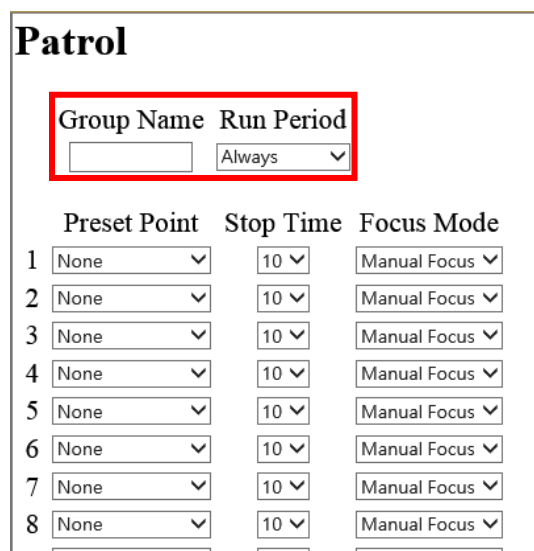 Patrol
Group Name Run Period
Always
Preset Point Stop Time Focus Mode
1 None 10 Manual Focus
2 None 10 Manual Focus
3 None 10 Manual Focus
4 None 10 Manual Focus
5 None 10 Manual Focus
6 None 10 Manual Focus
7 None 10 Manual Focus
8 None 10 Manual Focus